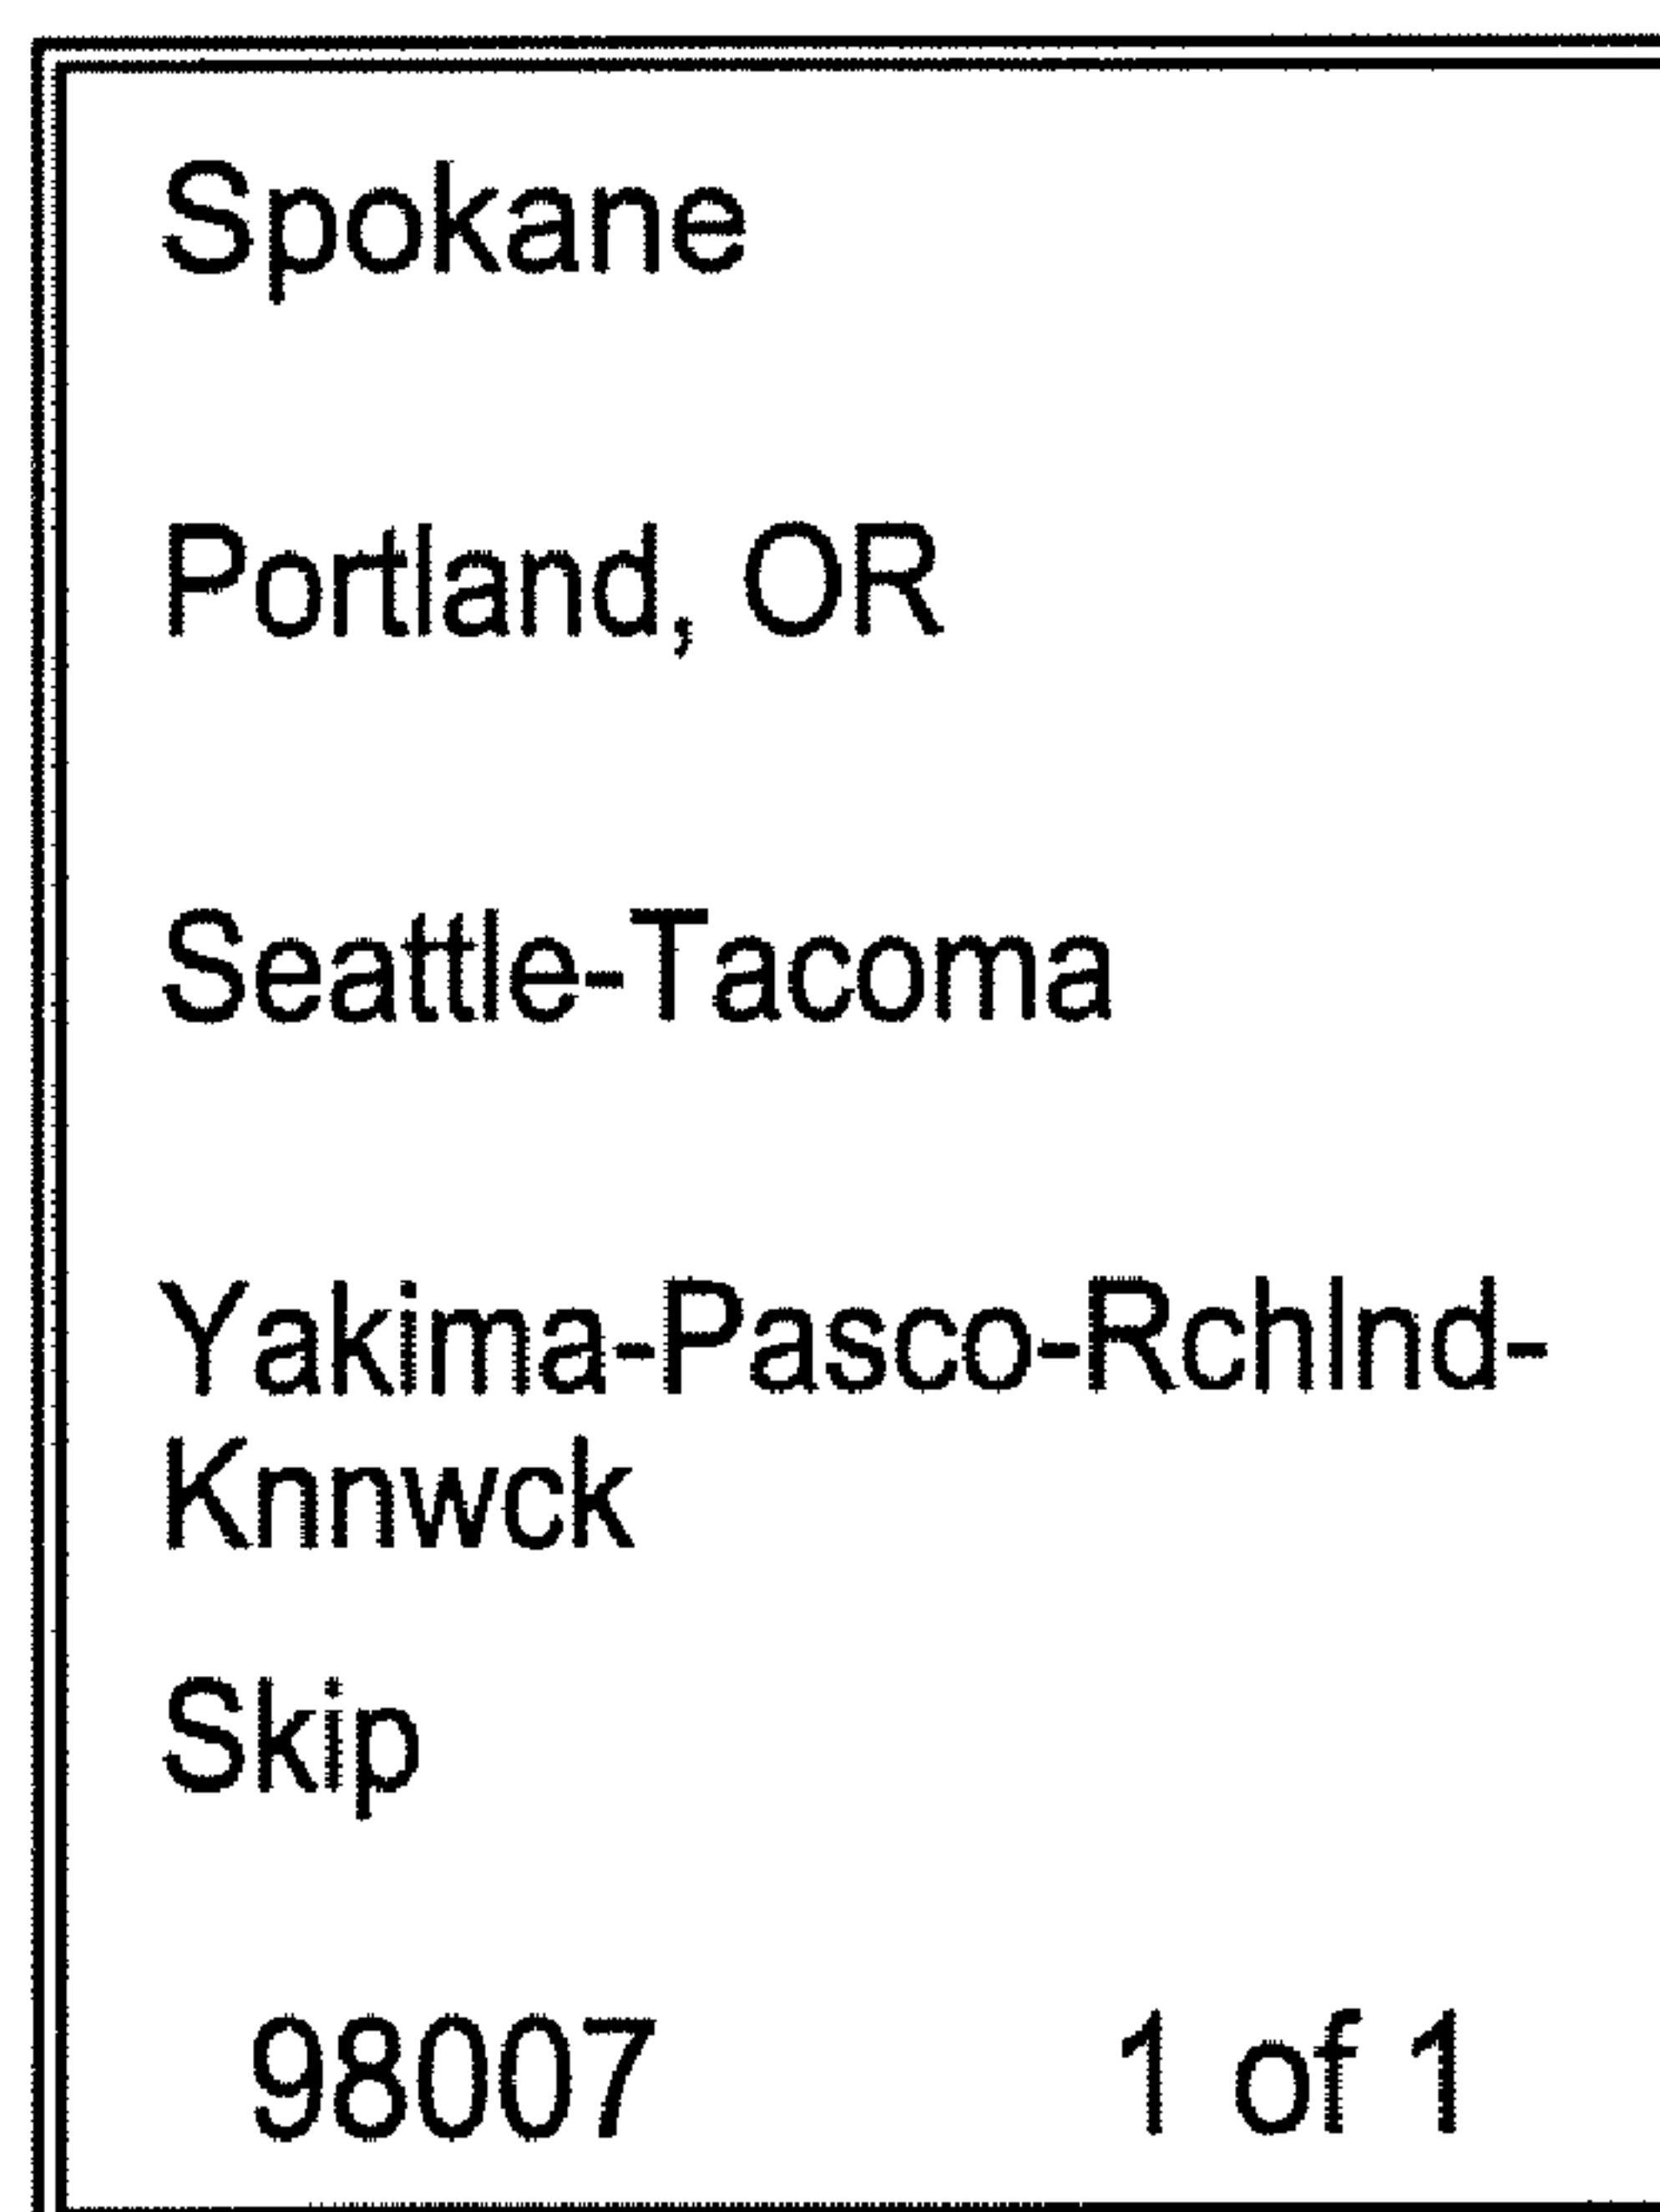 Spokane
Portland, OR
Seattle-Tacoma
Yakima-Pasco-Rchlnd-
Knnwck
Skip
98007 1 of 1